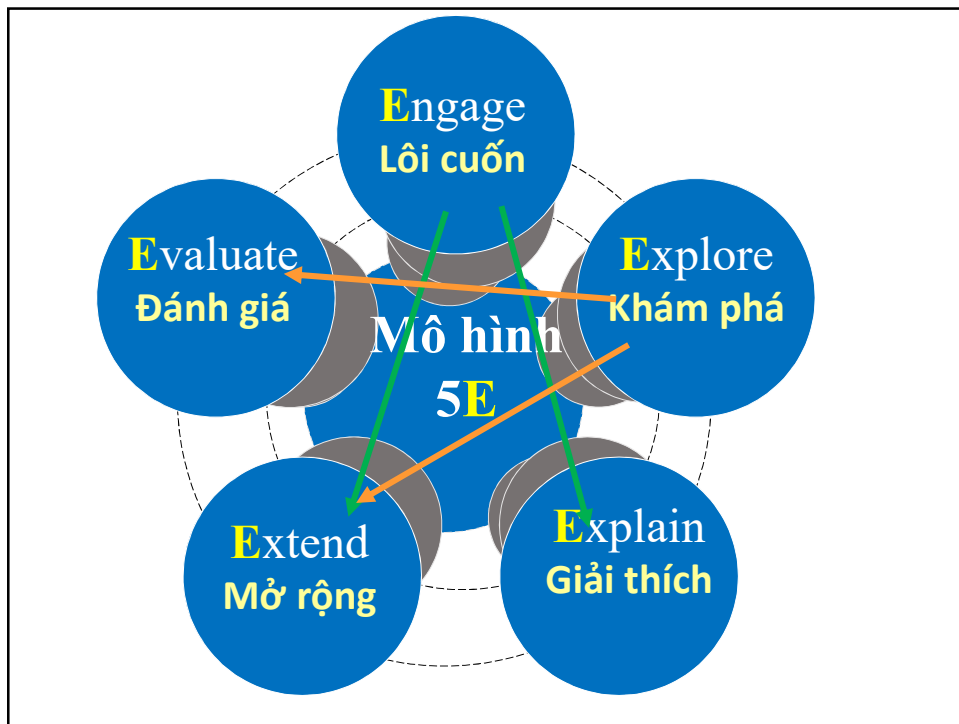 Engage
Lôi cuốn
Explore
Khám phá
Explain
Giải thích
Extend
Mở rộng
Evaluate
Đánh giá
Mô hình
5E